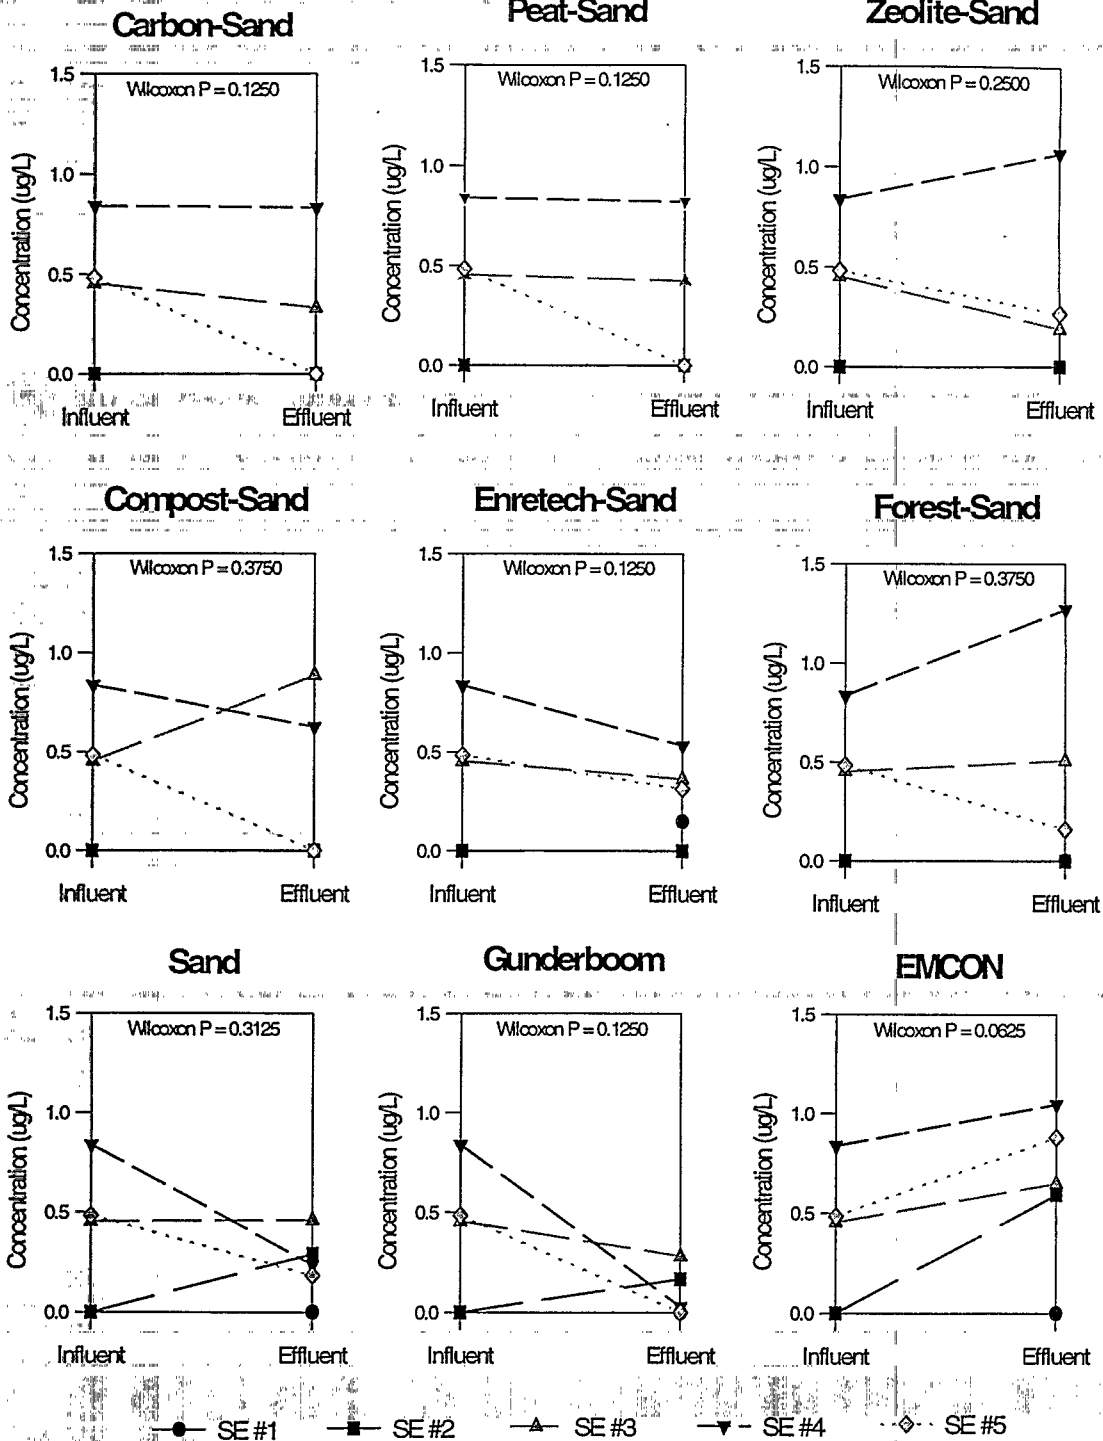 Carbon-Sand
Peat-Sand
Zeolite-Sand
Concentration (ug/L)
1.5
1.0
0.5
0.0
Wilcoxon P = 0.1250
Influent
Effluent
Concentration (ug/L)
1.5
1.0
0.5
0.0
Wilcoxon P = 0.1250
Influent
Effluent
Concentration (ug/L)
1.5
1.0
0.5
0.0
Wilcoxon P = 0.2500
Influent
Effluent
Compost-Sand
Enretech-Sand
Forest-Sand
Concentration (ug/L)
1.5
1.0
0.5
0.0
Wilcoxon P = 0.3750
Influent
Effluent
Concentration (ug/L)
1.5
1.0
0.5
0.0
Wilcoxon P = 0.1250
Influent
Effluent
Concentration (ug/L)
1.5
1.0
0.5
0.0
Wilcoxon P = 0.3750
Influent
Effluent
Sand
Gunderboom
EMCON
Concentration (ug/L)
1.5
1.0
0.5
0.0
Wilcoxon P = 0.3125
Influent
Effluent
Concentration (ug/L)
1.5
1.0
0.5
0.0
Wilcoxon P = 0.1250
Influent
Effluent
Concentration (ug/L)
1.5
1.0
0.5
0.0
Wilcoxon P = 0.0625
Influent
Effluent
SE #1 SE #2 SE #3 SE #4 SE #5